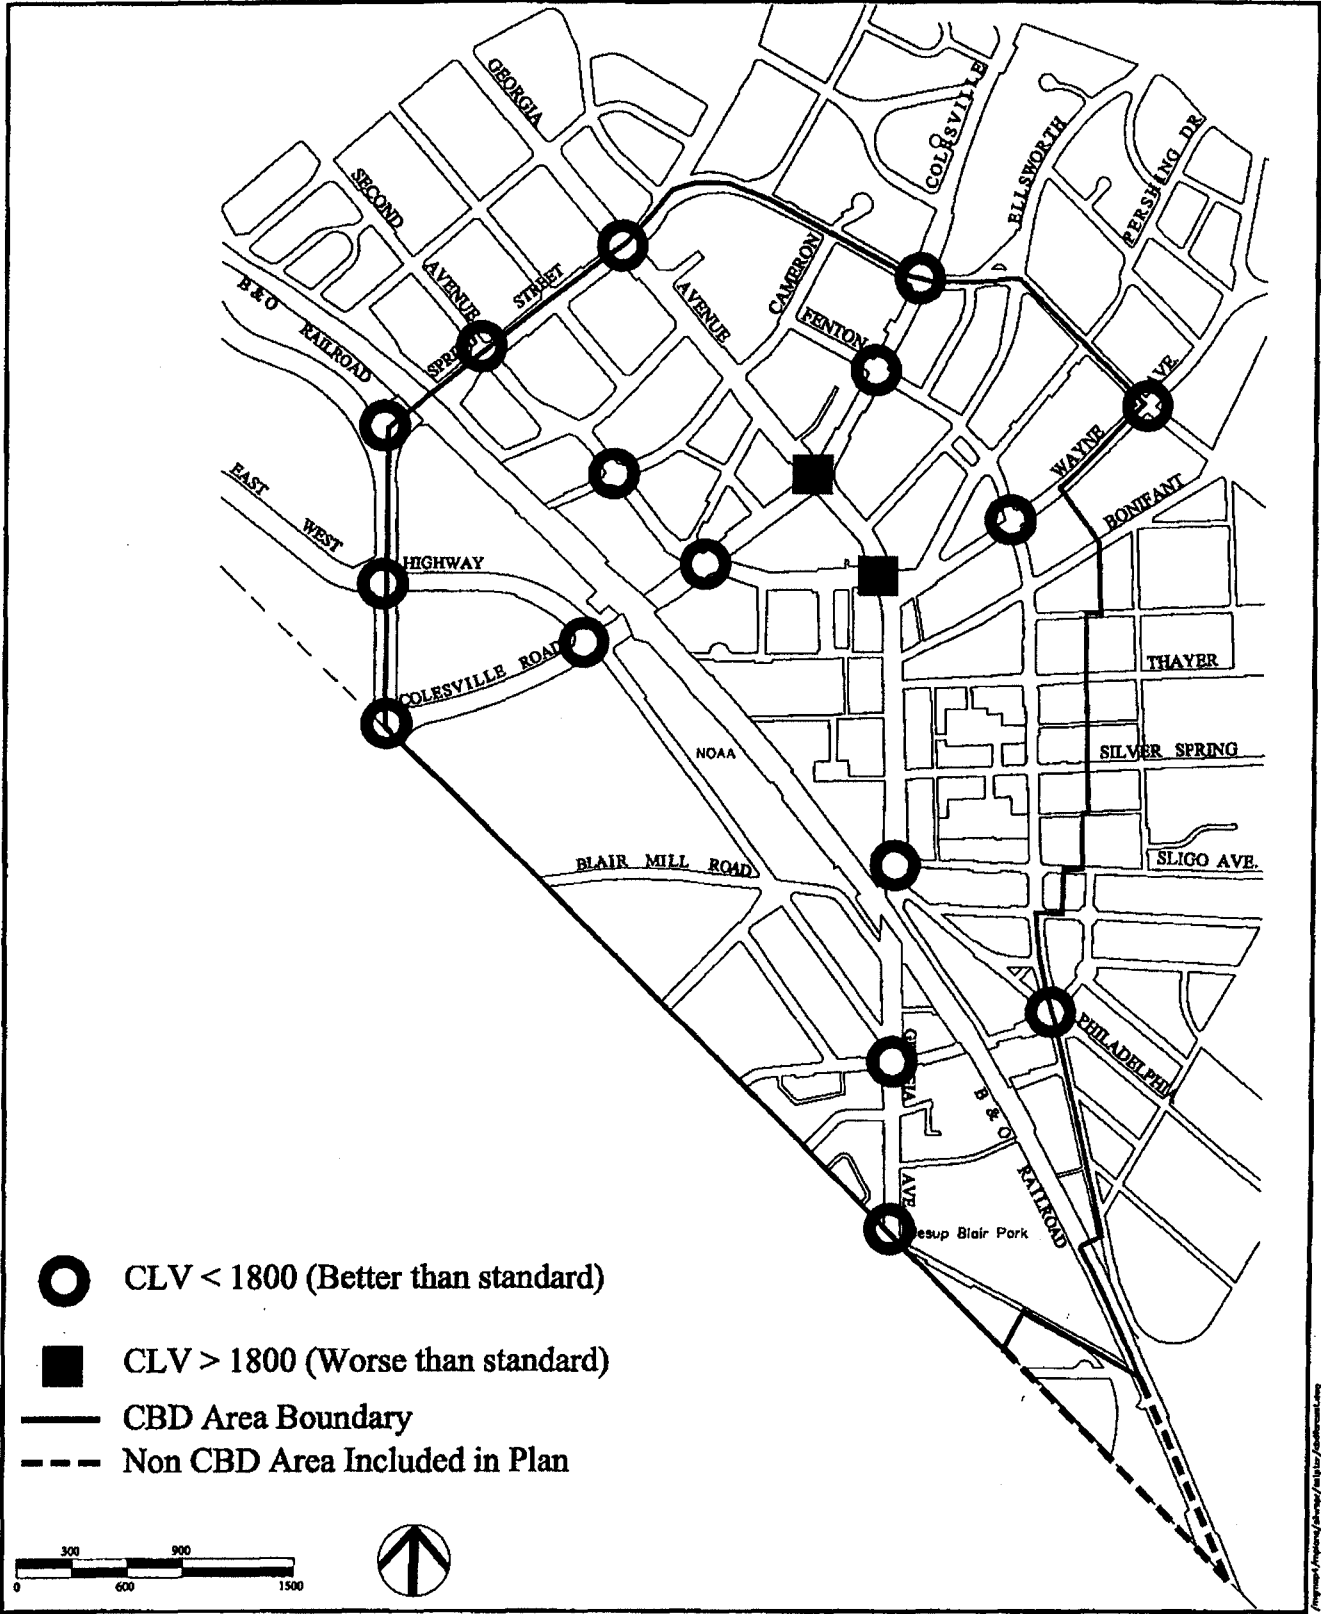 GEORGIA
COLESVILLE
ELLSWORTH
PERSHING DR.
SECOND
AVENUE
STREET
CAMERON
AVENUE
FENTON
B & O
RAILROAD
WAYNE
AVE.
BONIFANT
EAST
WEST
HIGHWAY
COLESVILLE ROAD
THAYER
NOAA
SILVER SPRING
BLAIR MILL ROAD
SLIGO AVE.
PHILADELPHIA
B & O
RAILROAD
AVE
esup Blair Park
CLV < 1800 (Better than standard)
CLV > 1800 (Worse than standard)
CBD Area Boundary
Non CBD Area Included in Plan
300 900
0 600 1500